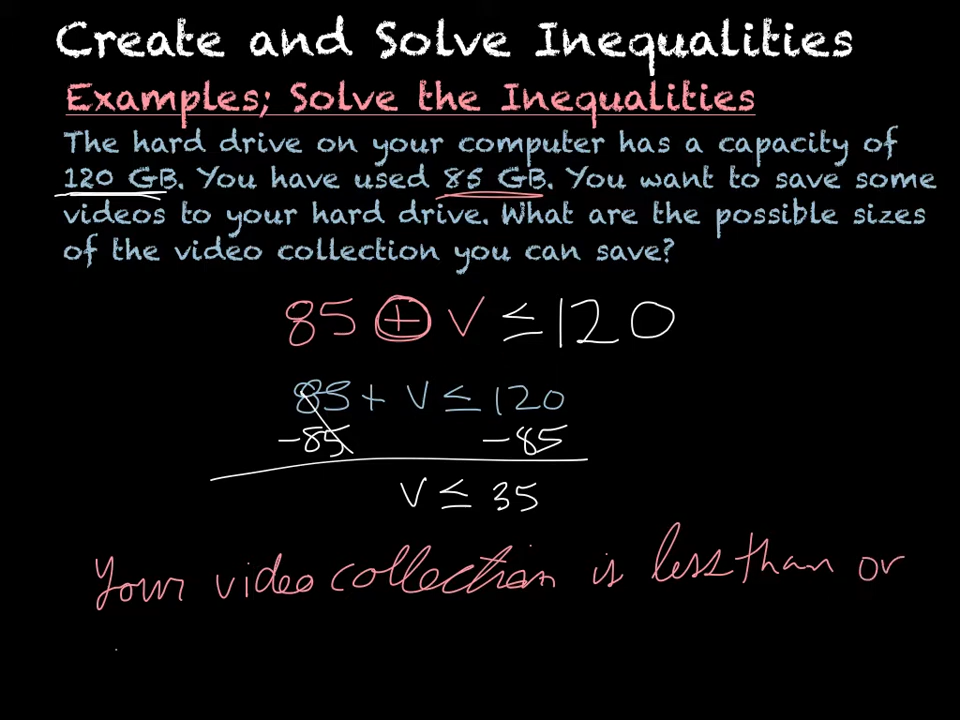 Create and Solve Inequalities
Examples; Solve the Inequalities
The hard drive on your computer has a capacity of
120 GB. You have used 85 GB. You want to save some
videos to your hard drive. What are the possible sizes
of the video collection you can save?
85 + V ≤ 120
85 + V ≤ 120
-85 -85
V ≤ 35
Your video collection is less than or